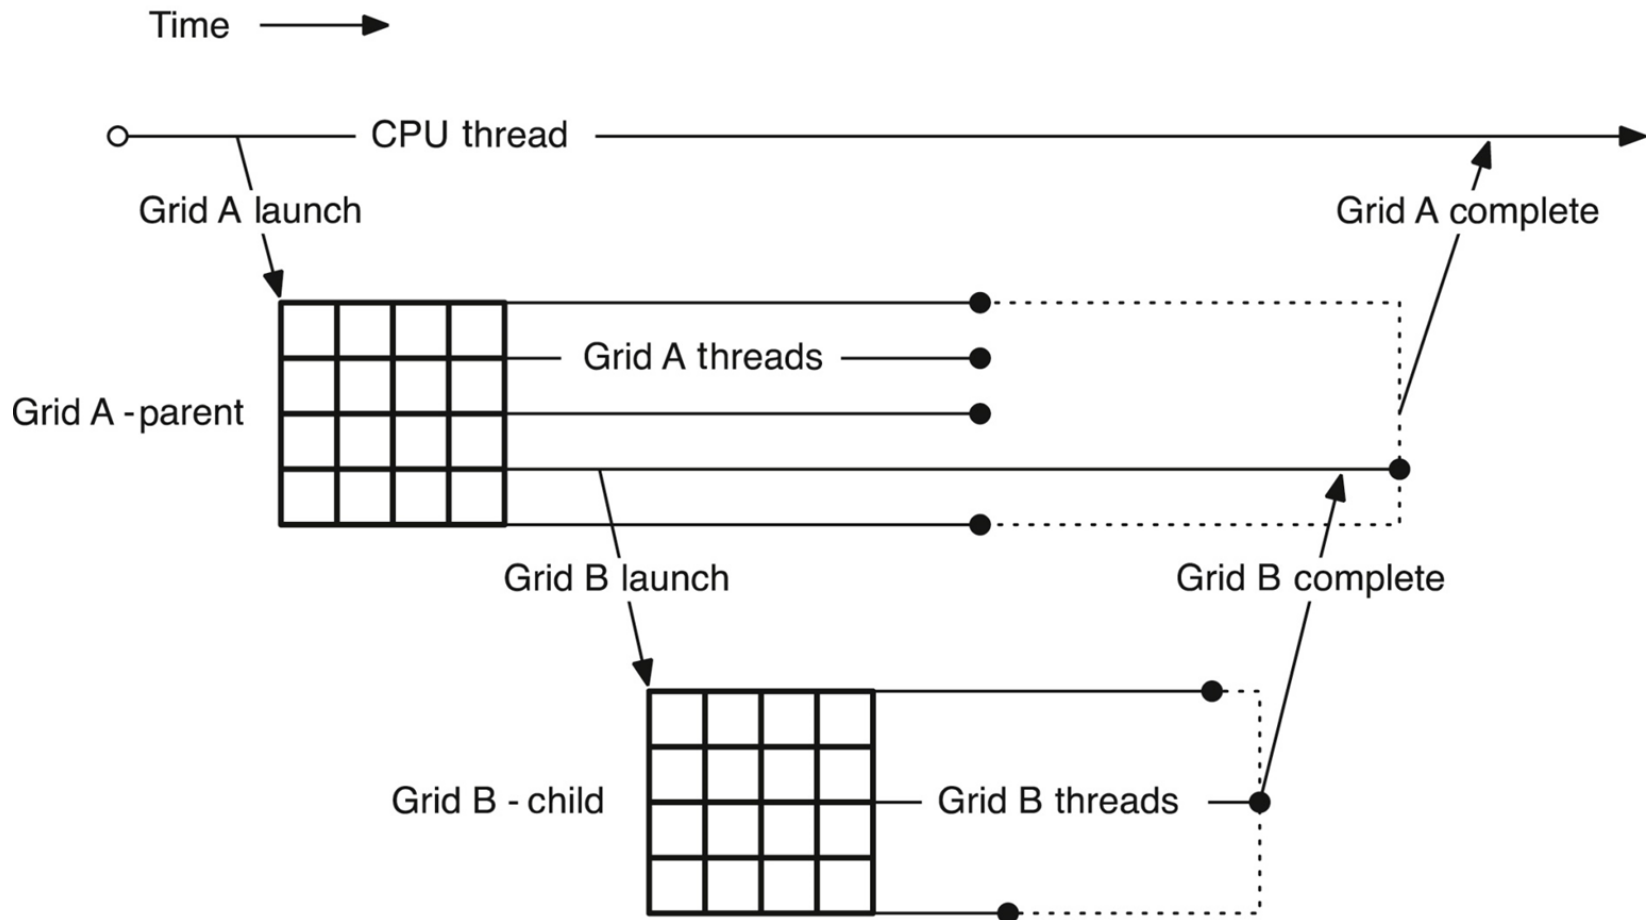 Time
CPU thread
Grid A launch
Grid A complete
Grid A threads
Grid A - parent
Grid B launch
Grid B complete
Grid B - child
Grid B threads